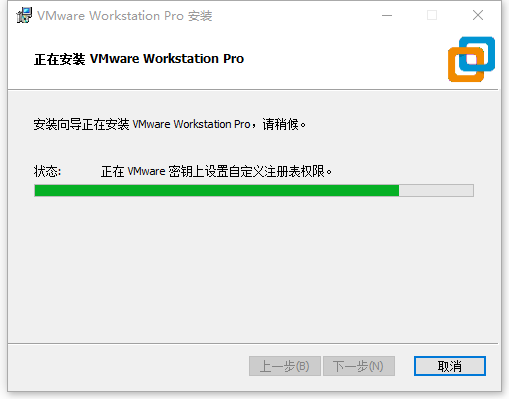 VMware Workstation Pro 安装
正在安装 VMware Workstation Pro
安装向导正在安装 VMware Workstation Pro，请稍候。
状态: 正在 VMware 密钥上设置自定义注册表权限。
上一步(B) 下一步(N) 取消